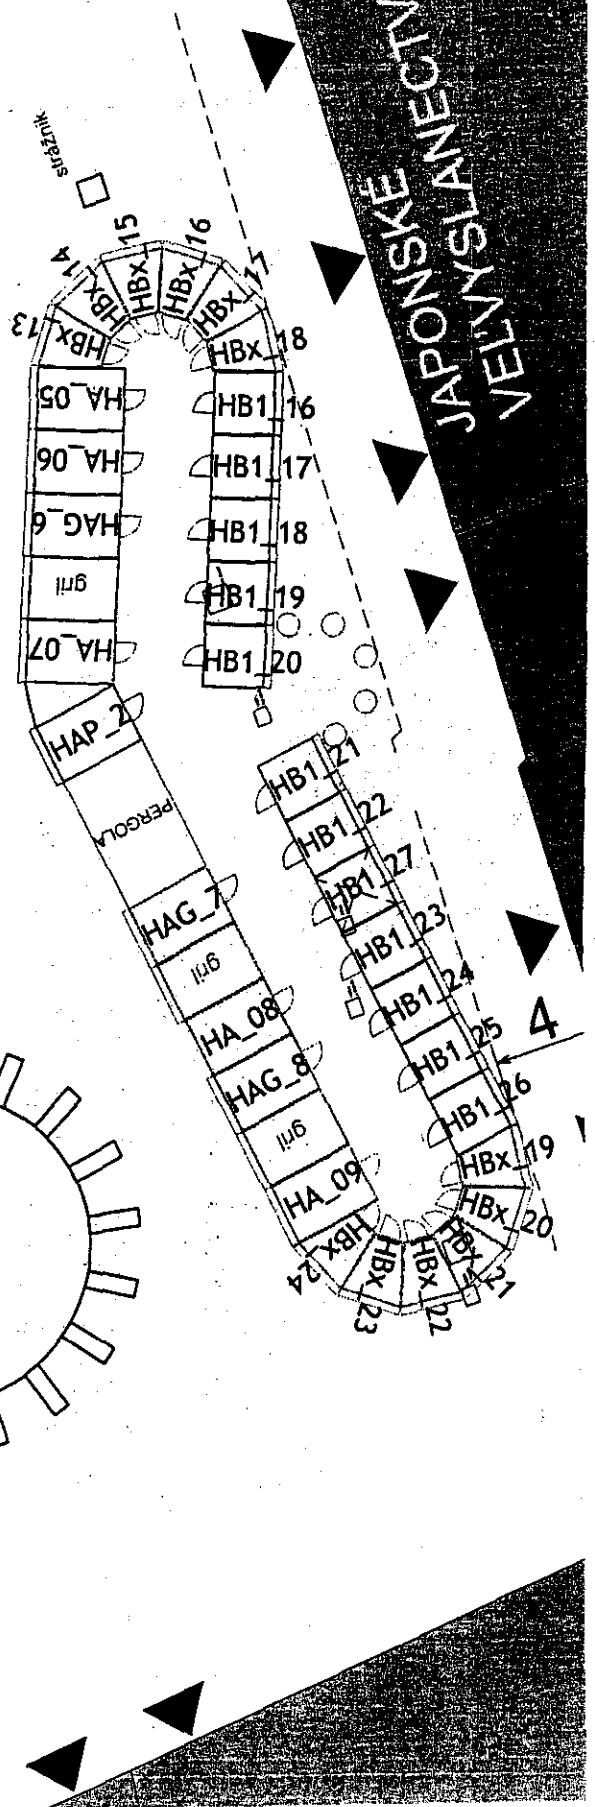 JAPONSKÉ
VEĽVYSLANECTV
strážnik
HBx_13
HBx_14
HBx_15
HBx_16
HBx_17
HBx_18
HA_05
HA_06
HAG_6
gril
HA_07
HAP_2
PERGOLA
HAG_7
gril
HA_08
HAG_8
gril
HA_09
HB1_16
HB1_17
HB1_18
HB1_19
HB1_20
HB1_21
HB1_22
HB1_27
HB1_23
HB1_24
HB1_25
HB1_26
4
HBx_19
HBx_20
HBx_21
HBx_22
HBx_23
HBx_24